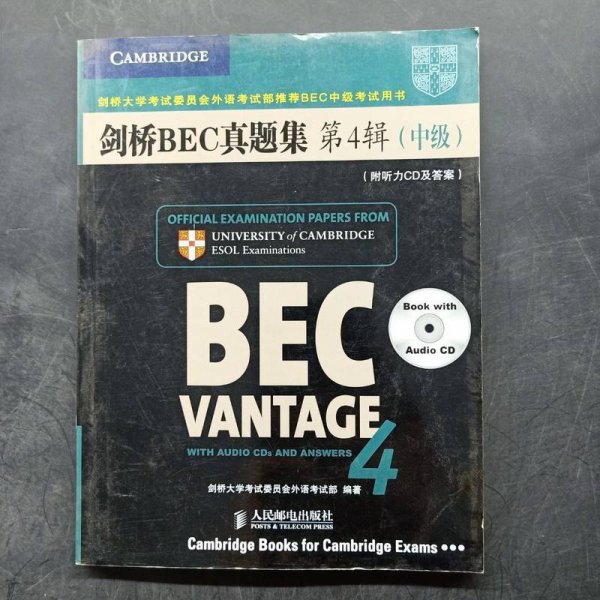 CAMBRIDGE
剑桥大学考试委员会外语考试部推荐BEC中级考试用书
剑桥BEC真题集 第4辑(中级)
(附听力CD及答案)
OFFICIAL EXAMINATION PAPERS FROM
UNIVERSITY of CAMBRIDGE
ESOL Examinations
Book with
Audio CD
BEC
VANTAGE
4
WITH AUDIO CDs AND ANSWERS
剑桥大学考试委员会外语考试部 编著
人民邮电出版社
POSTS & TELECOM PRESS
Cambridge Books for Cambridge Exams •••